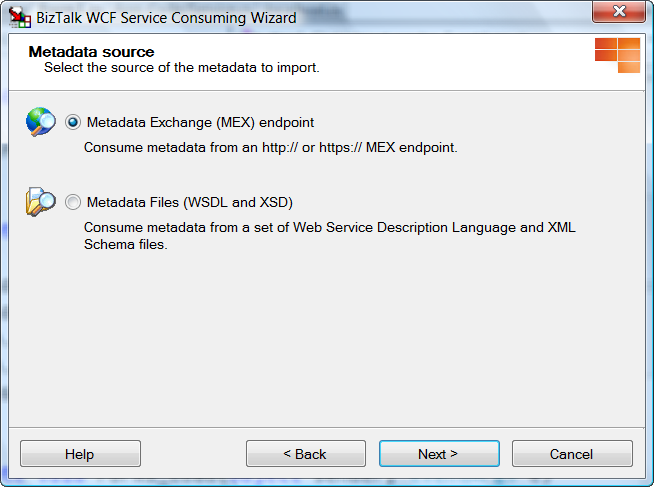 BizTalk WCF Service Consuming Wizard
Metadata source
Select the source of the metadata to import.
Metadata Exchange (MEX) endpoint
Consume metadata from an http:// or https:// MEX endpoint.
Metadata Files (WSDL and XSD)
Consume metadata from a set of Web Service Description Language and XML
Schema files.
Help
< Back
Next >
Cancel